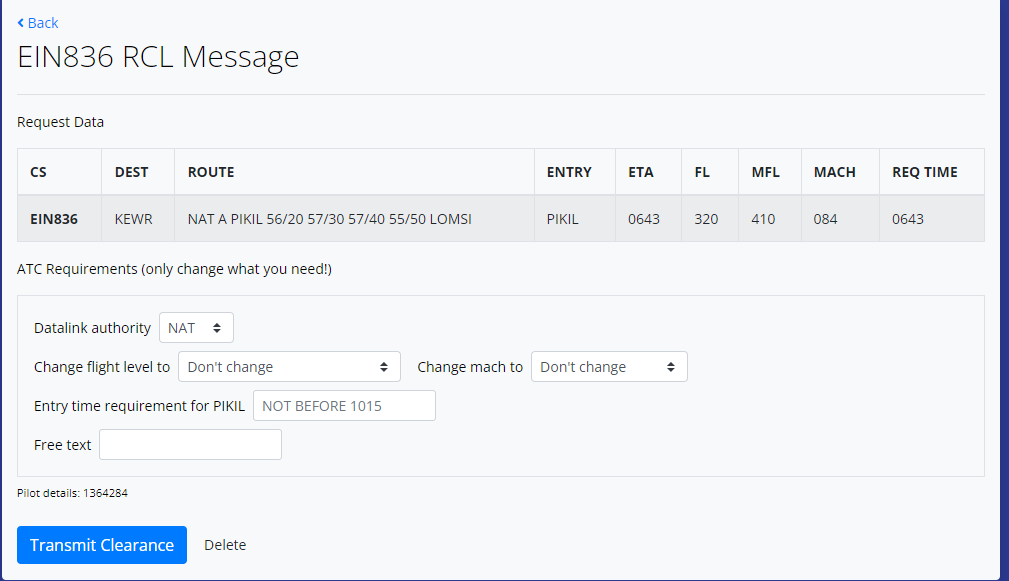 Back
EIN836 RCL Message
Request Data
CS DEST ROUTE ENTRY ETA FL MFL MACH REQ TIME
EIN836 KEWR NAT A PIKIL 56/20 57/30 57/40 55/50 LOMSI PIKIL 0643 320 410 084 0643
ATC Requirements (only change what you need!)
Datalink authority NAT
Change flight level to Don't change Change mach to Don't change
Entry time requirement for PIKIL NOT BEFORE 1015
Free text
Pilot details: 1364284
Transmit Clearance Delete